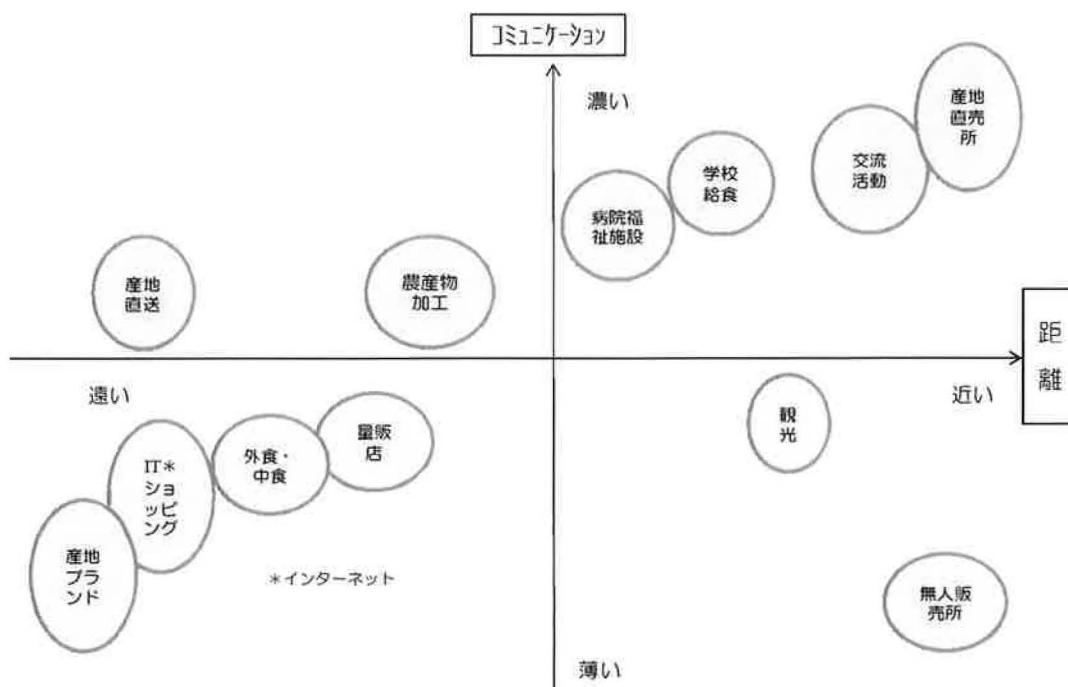 コミュニケーション
濃い
産地
直売
所
交流
活動
学校
給食
病院福
祉施設
産地
直送
農産物
加工
距
離
遠い
近い
観
光
量販
店
外食・
中食
IT＊
ショ
ッピ
ング
産地
ブラ
ンド
＊インターネット
無人販
売所
薄い